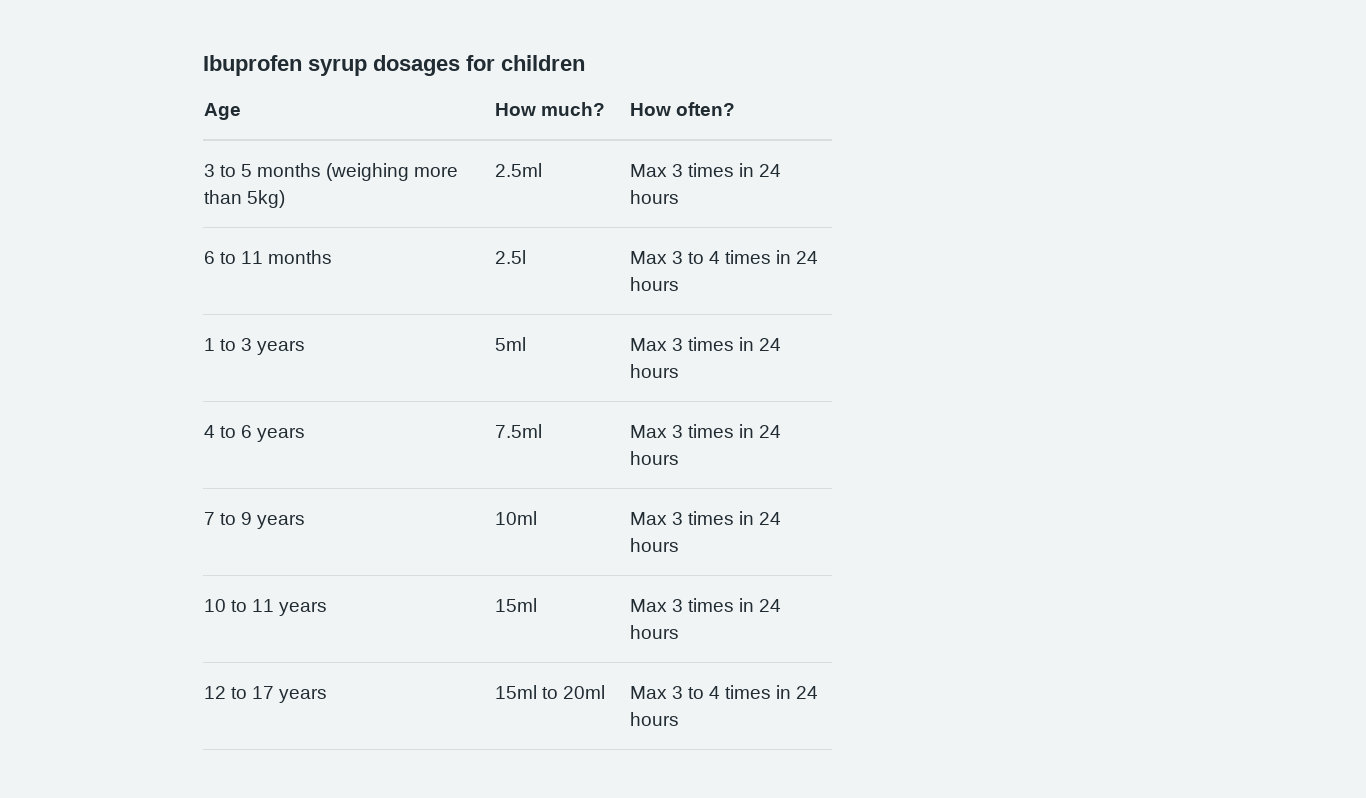 Ibuprofen syrup dosages for children
Age How much? How often?
3 to 5 months (weighing more 2.5ml Max 3 times in 24
than 5kg) hours
6 to 11 months 2.5l Max 3 to 4 times in 24
hours
1 to 3 years 5ml Max 3 times in 24
hours
4 to 6 years 7.5ml Max 3 times in 24
hours
7 to 9 years 10ml Max 3 times in 24
hours
10 to 11 years 15ml Max 3 times in 24
hours
12 to 17 years 15ml to 20ml Max 3 to 4 times in 24
hours